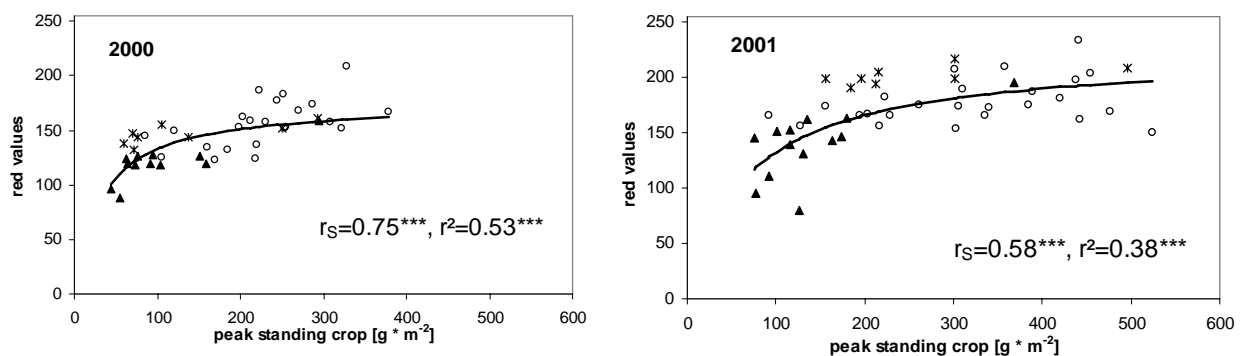 250
200
150
100
50
0
red values
2000
r_S=0.75***, r²=0.53***
0 100 200 300 400 500 600
peak standing crop [g * m⁻²]
250
200
150
100
50
0
red values
2001
r_S=0.58***, r²=0.38***
0 100 200 300 400 500 600
peak standing crop [g * m⁻²]